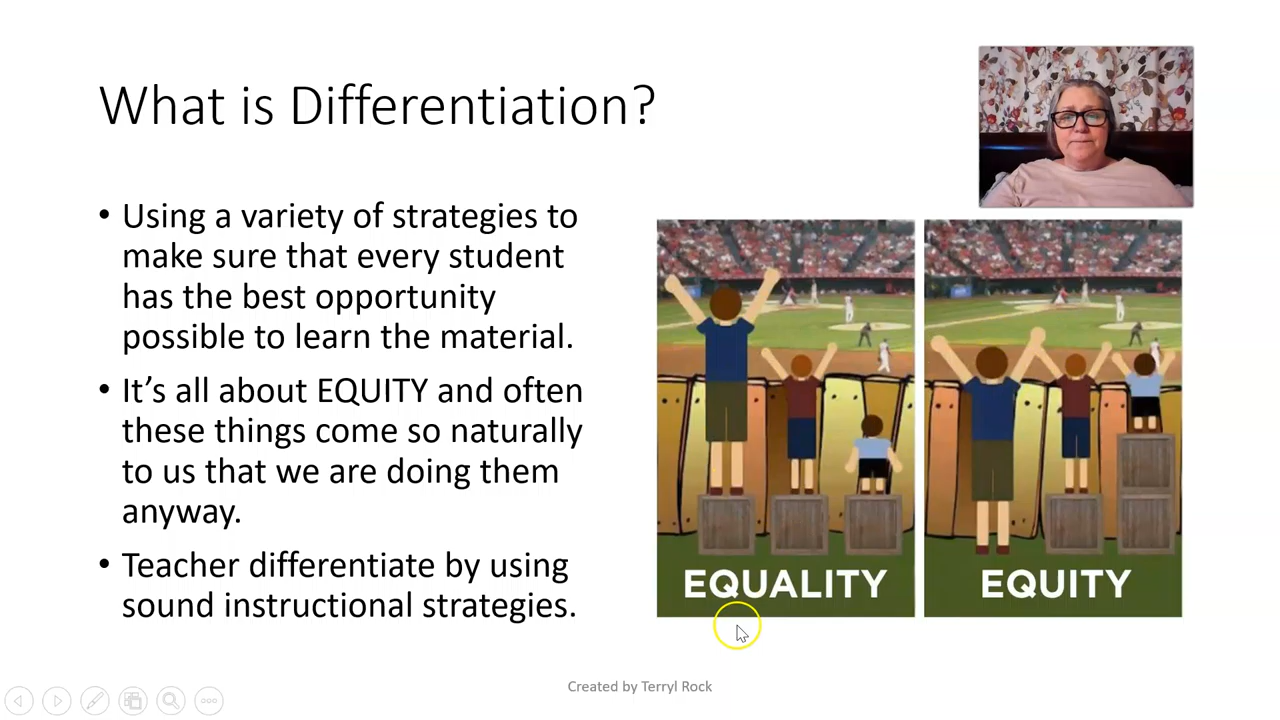 What is Differentiation?
• Using a variety of strategies to
make sure that every student
has the best opportunity
possible to learn the material.
• It’s all about EQUITY and often
these things come so naturally
to us that we are doing them
anyway.
• Teacher differentiate by using
sound instructional strategies.
EQUALITY
EQUITY
Created by Terryl Rock